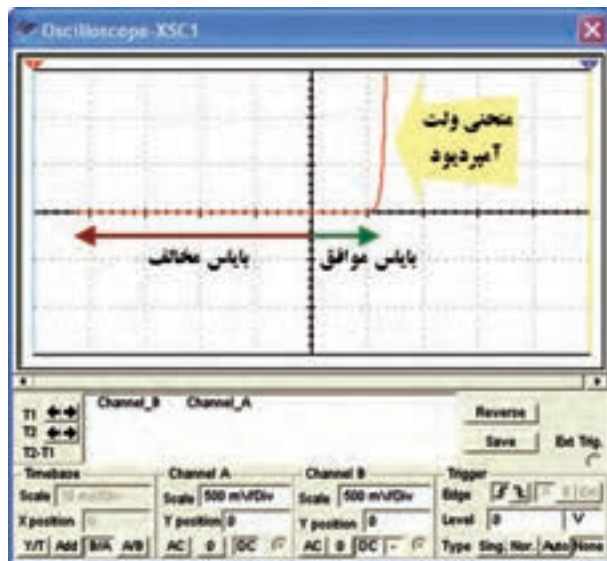 Oscilloscope-XSC1
منحنی ولت
آمپر دیود
بایاس مخالف
بایاس موافق
Channel_B Channel_A
T1
T2
T2-T1
Reverse
Save
Ext Trig.
Timebase
Scale
X position
Y/T Add B/A A/B
Channel A
Scale 500 mV/Div
Y position 0
AC 0 DC
Channel B
Scale 500 mV/Div
Y position 0
AC 0 DC -
Trigger
Edge
Level 0 V
Type Sing. Nor. Auto None